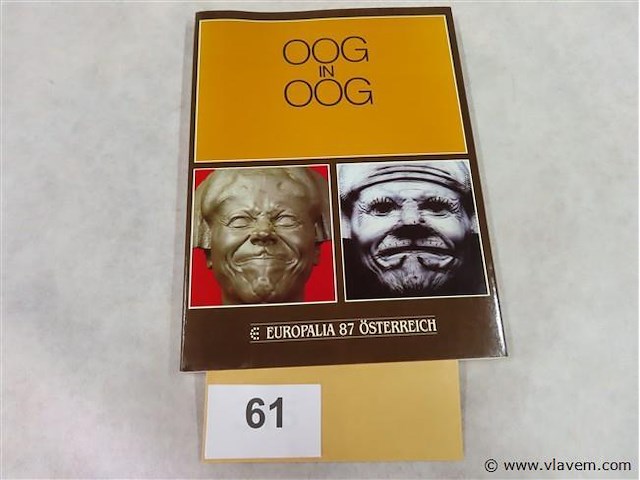 OOG
IN
OOG
EUROPALIA 87 ÖSTERREICH
61
© www.vlavem.com